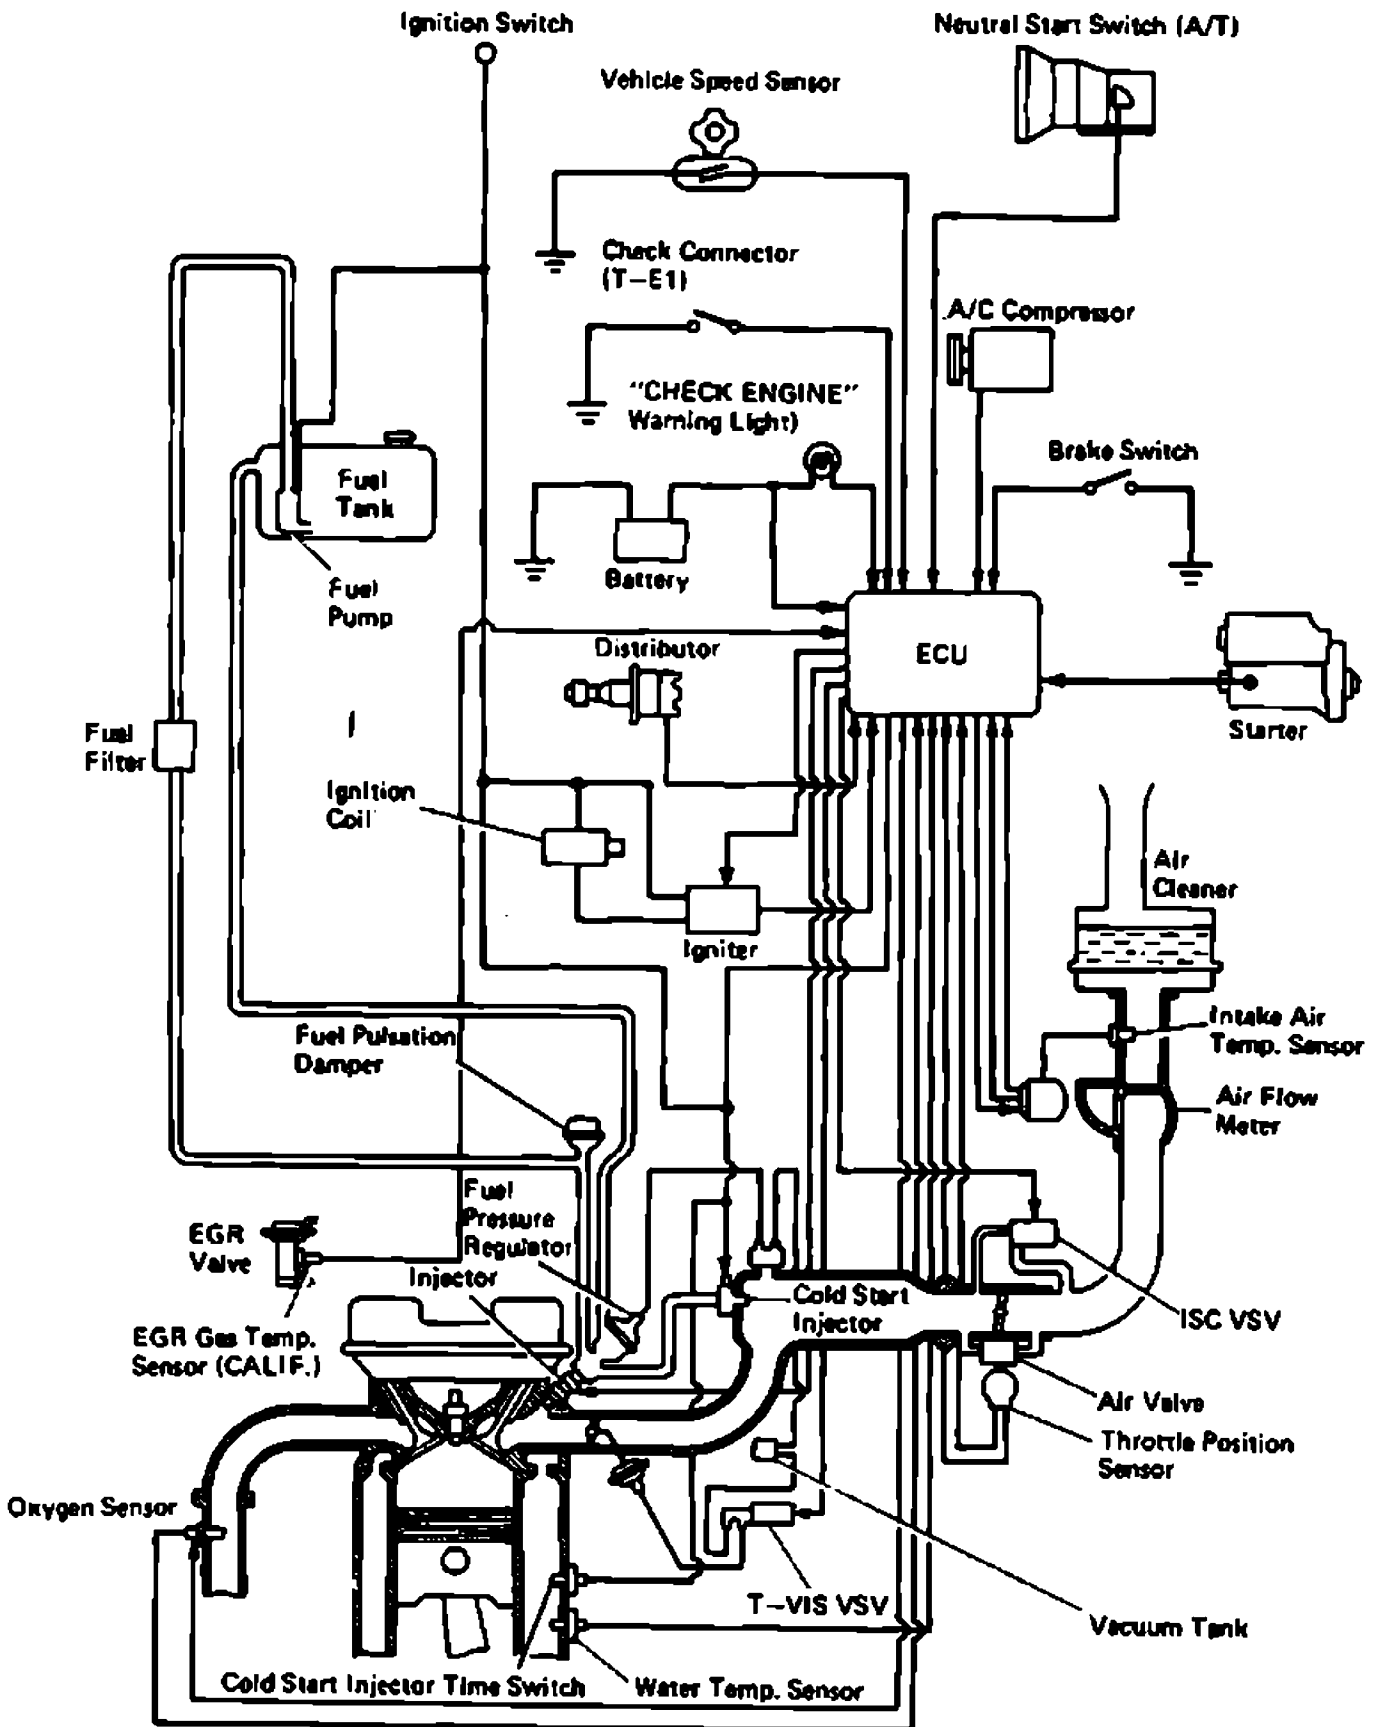 Ignition Switch
Neutral Start Switch (A/T)
Vehicle Speed Sensor
Check Connector
(T-E1)
A/C Compressor
"CHECK ENGINE"
Warning Light)
Brake Switch
Fuel
Tank
Battery
Fuel
Pump
Distributor
ECU
Starter
Fuel
Filter
Ignition
Coil
Air
Cleaner
Igniter
Intake Air
Temp. Sensor
Fuel Pulsation
Damper
Air Flow
Meter
Fuel
Pressure
Regulator
EGR
Valve
Injector
Cold Start
Injector
ISC VSV
EGR Gas Temp.
Sensor (CALIF.)
Air Valve
Throttle Position
Sensor
Oxygen Sensor
T-VIS VSV
Vacuum Tank
Cold Start Injector Time Switch
Water Temp. Sensor